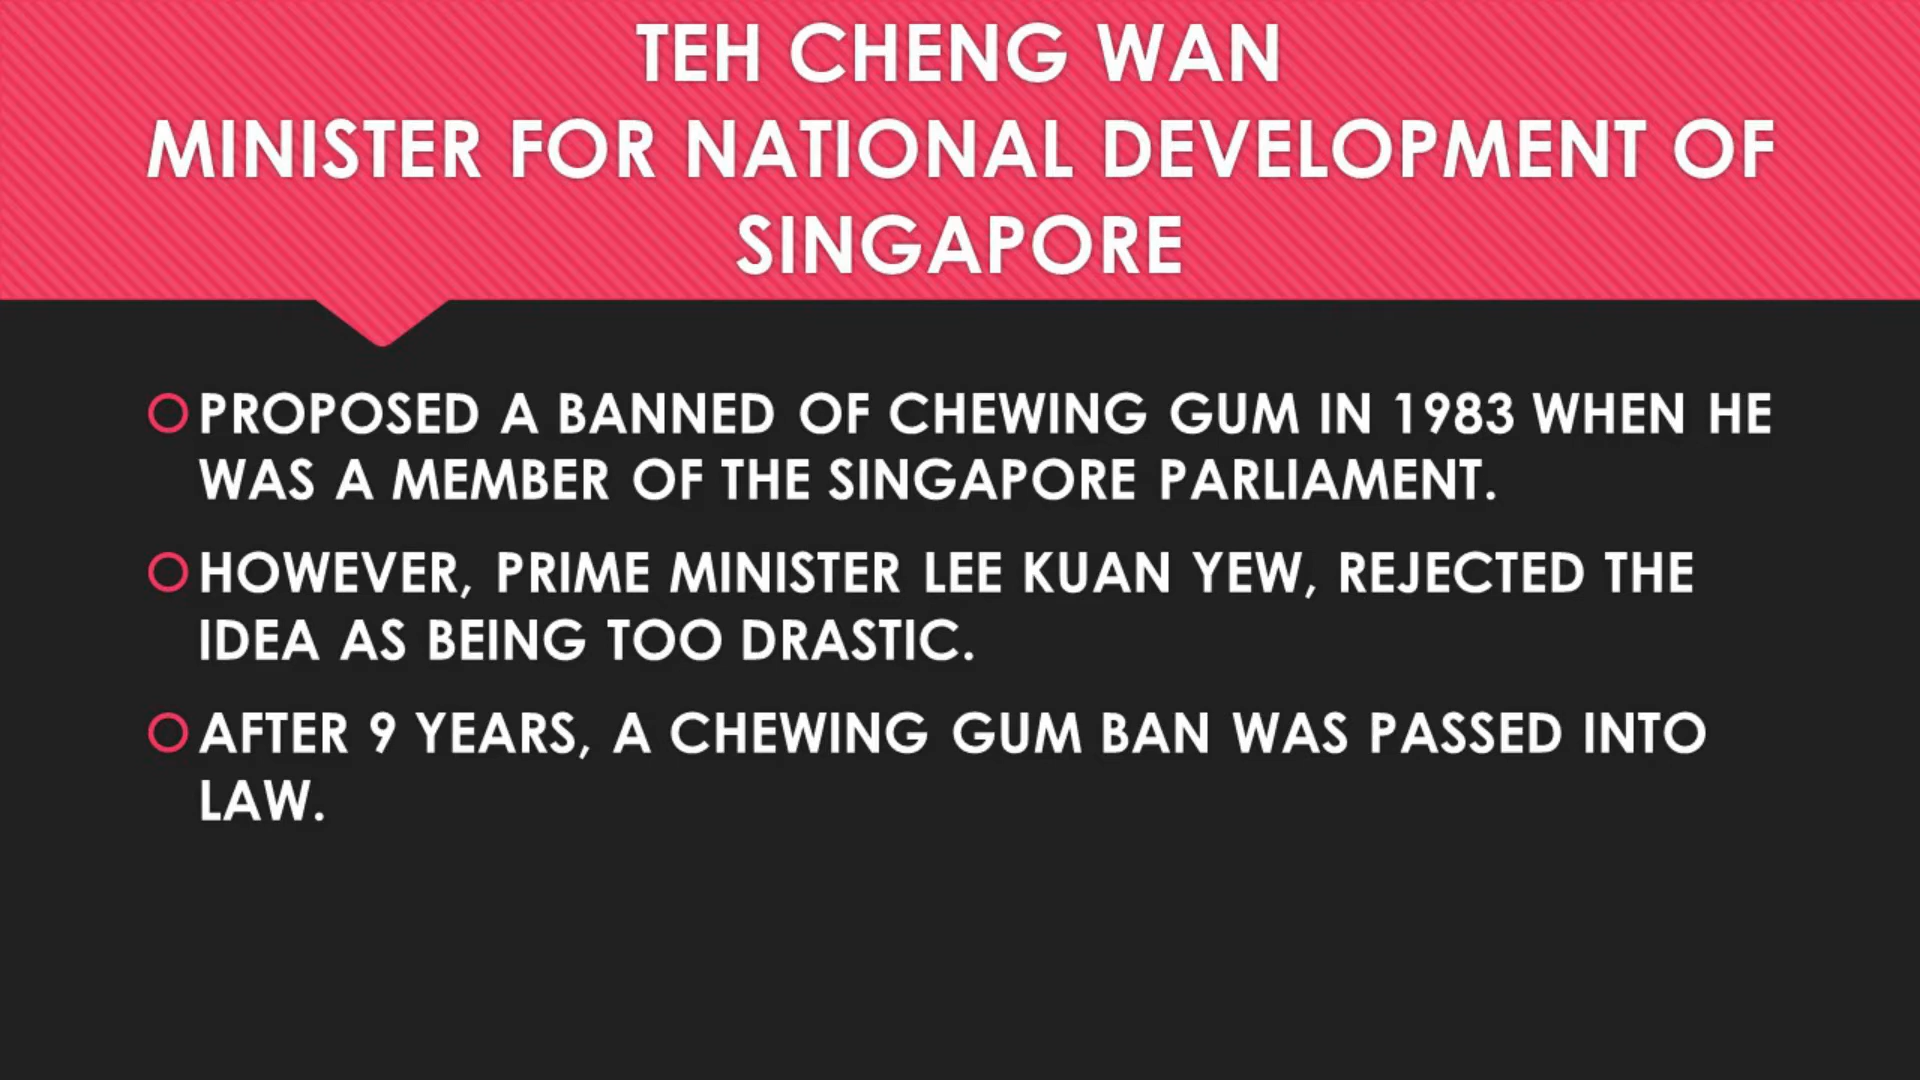 TEH CHENG WAN
MINISTER FOR NATIONAL DEVELOPMENT OF
SINGAPORE
PROPOSED A BANNED OF CHEWING GUM IN 1983 WHEN HE
WAS A MEMBER OF THE SINGAPORE PARLIAMENT.
HOWEVER, PRIME MINISTER LEE KUAN YEW, REJECTED THE
IDEA AS BEING TOO DRASTIC.
AFTER 9 YEARS, A CHEWING GUM BAN WAS PASSED INTO
LAW.